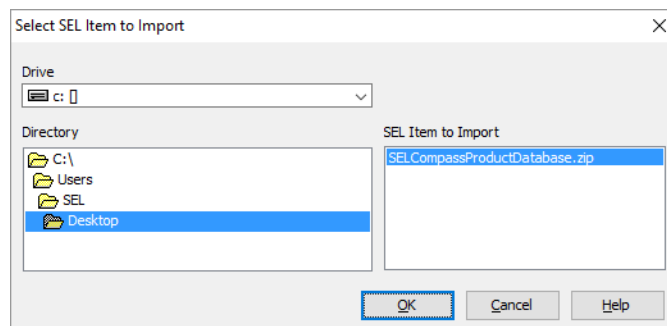 Select SEL Item to Import
Drive
c: []
Directory
SEL Item to Import
C:\
Users
SEL
Desktop
SELCompassProductDatabase.zip
OK
Cancel
Help